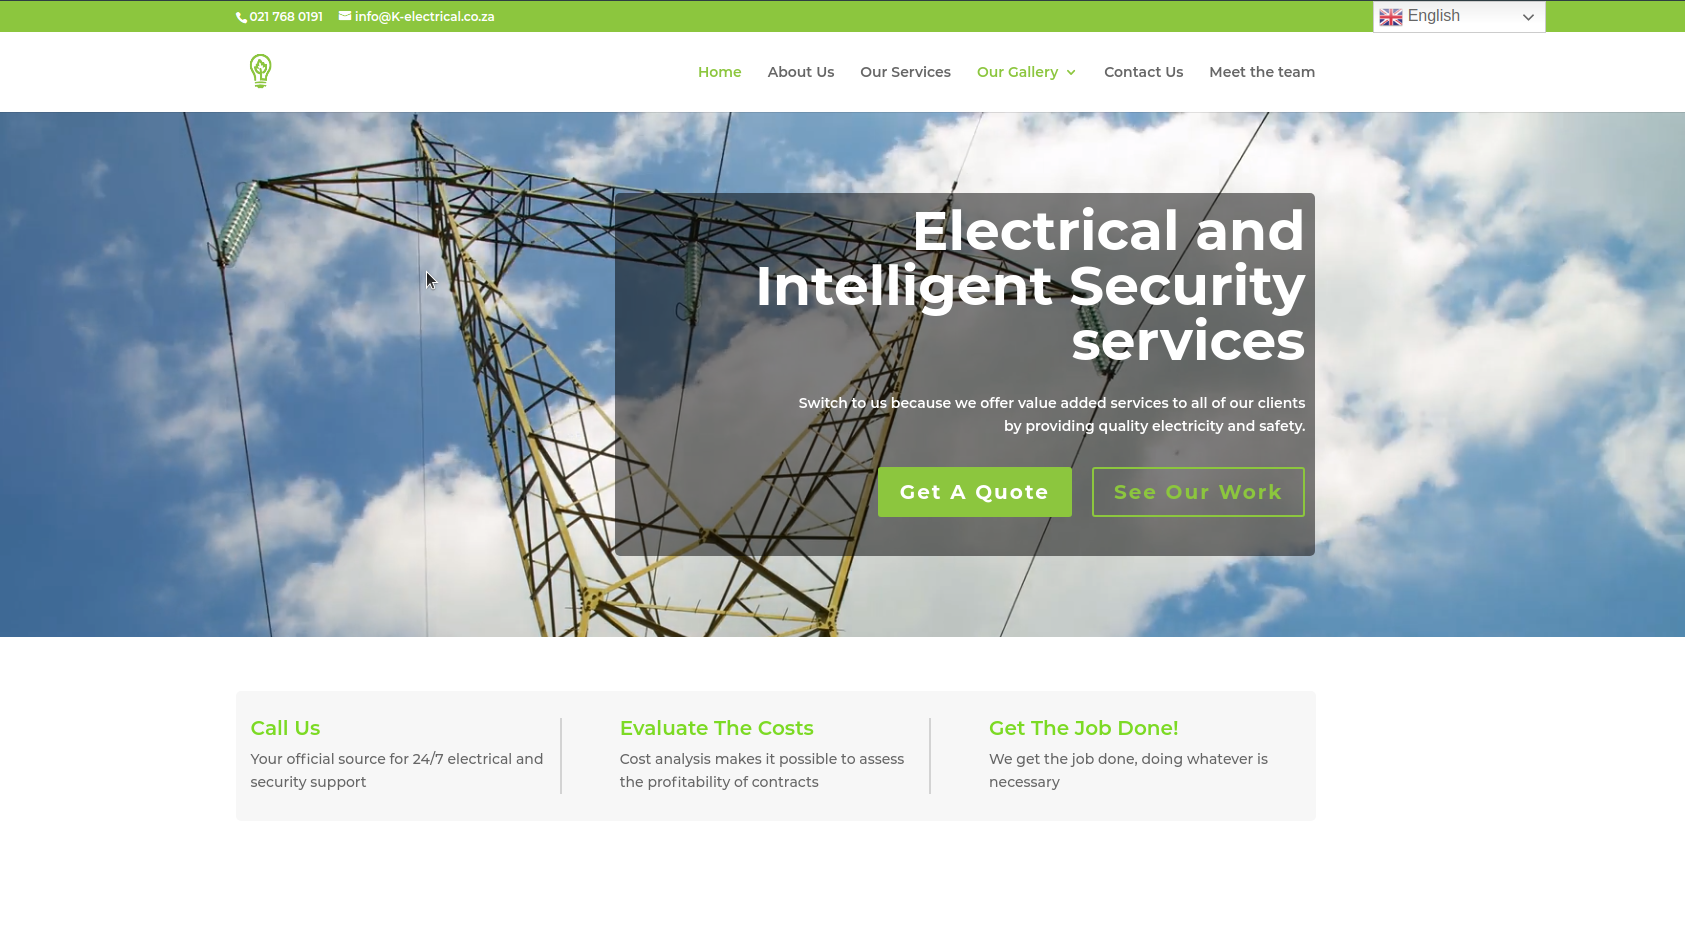 021 768 0191 info@K-electrical.co.za
English
Home About Us Our Services Our Gallery Contact Us Meet the team
Electrical and
Intelligent Security
services
Switch to us because we offer value added services to all of our clients
by providing quality electricity and safety.
Get A Quote See Our Work
Call Us
Your official source for 24/7 electrical and
security support
Evaluate The Costs
Cost analysis makes it possible to assess
the profitability of contracts
Get The Job Done!
We get the job done, doing whatever is
necessary